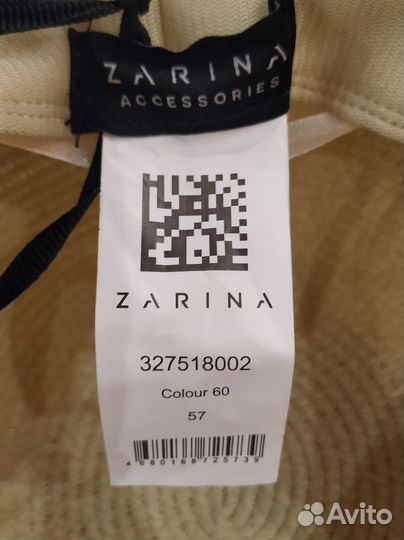 ZARINA
ACCESSORIES
ZARINA
327518002
Colour 60
57
4660168725739
Avito